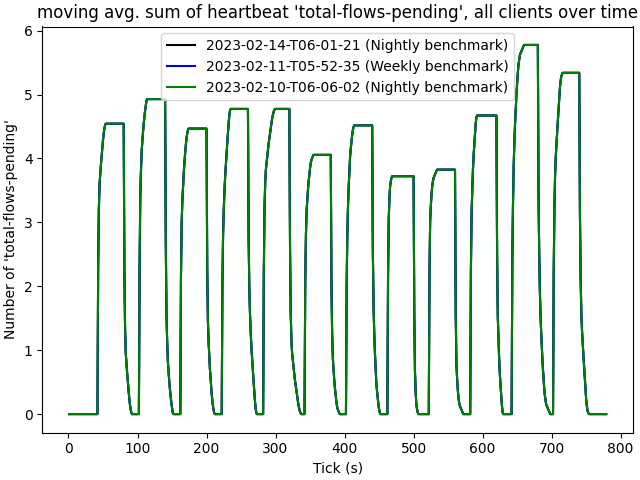 moving avg. sum of heartbeat 'total-flows-pending', all clients over time
2023-02-14-T06-01-21 (Nightly benchmark)
2023-02-11-T05-52-35 (Weekly benchmark)
2023-02-10-T06-06-02 (Nightly benchmark)
Number of 'total-flows-pending'
6
5
4
3
2
1
0
0 100 200 300 400 500 600 700 800
Tick (s)